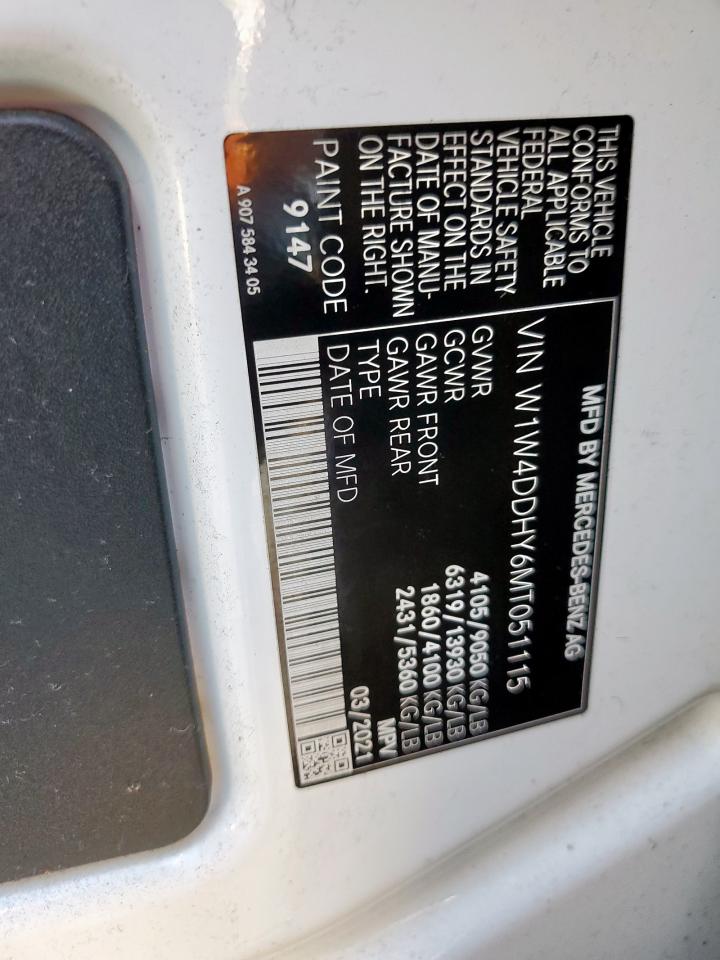 MFD BY MERCEDES-BENZ AG
VIN W1W4DDHY6MT051115
THIS VEHICLE
CONFORMS TO
ALL APPLICABLE
FEDERAL
VEHICLE SAFETY
STANDARDS IN
EFFECT ON THE
DATE OF MANU-
FACTURE SHOWN
ON THE RIGHT.
PAINT CODE
9147
GVWR 4105/9050 KG/LB
GCWR 6319/13930 KG/LB
GAWR FRONT 1860/4100 KG/LB
GAWR REAR 2431/5360 KG/LB
TYPE MPV
DATE OF MFD 03/2021
A 907 584 34 05